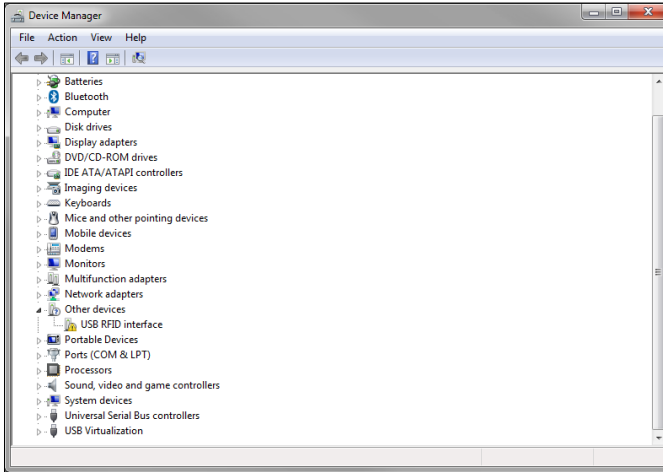 Device Manager
File Action View Help
Batteries
Bluetooth
Computer
Disk drives
Display adapters
DVD/CD-ROM drives
IDE ATA/ATAPI controllers
Imaging devices
Keyboards
Mice and other pointing devices
Mobile devices
Modems
Monitors
Multifunction adapters
Network adapters
Other devices
USB RFID interface
Portable Devices
Ports (COM & LPT)
Processors
Sound, video and game controllers
System devices
Universal Serial Bus controllers
USB Virtualization